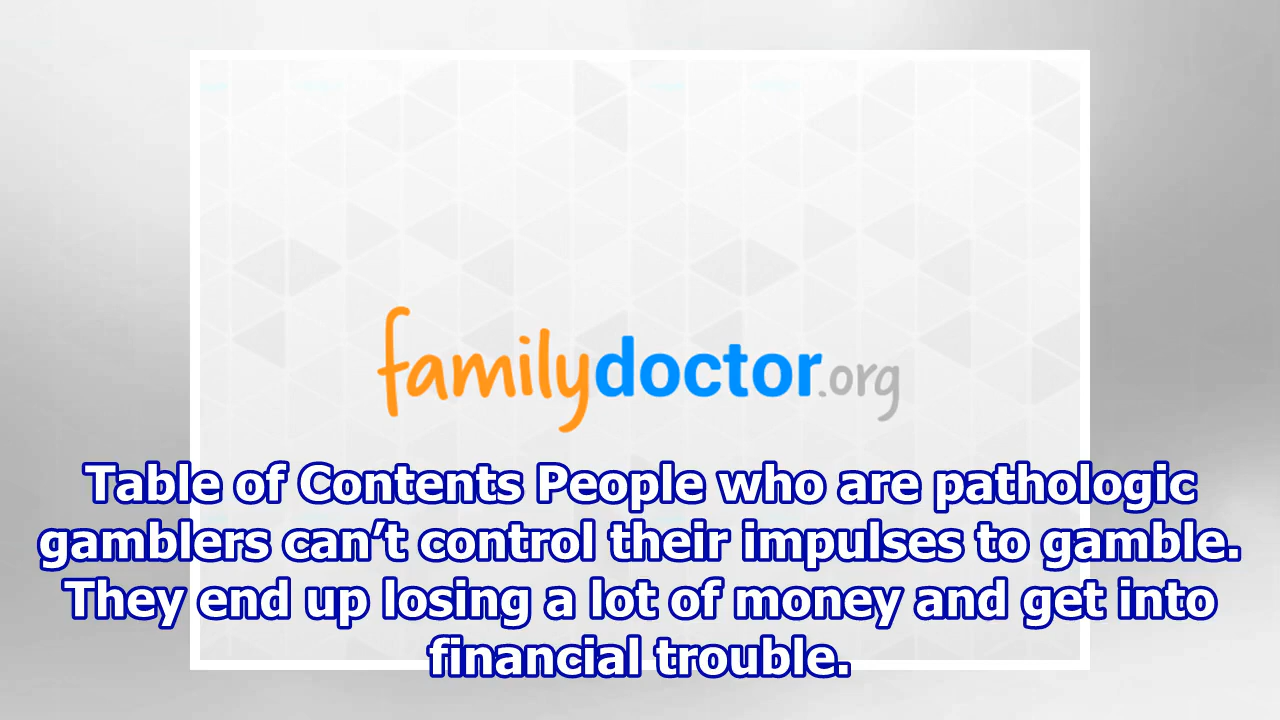 familydoctor.org
Table of Contents People who are pathologic
gamblers can’t control their impulses to gamble.
They end up losing a lot of money and get into
financial trouble.